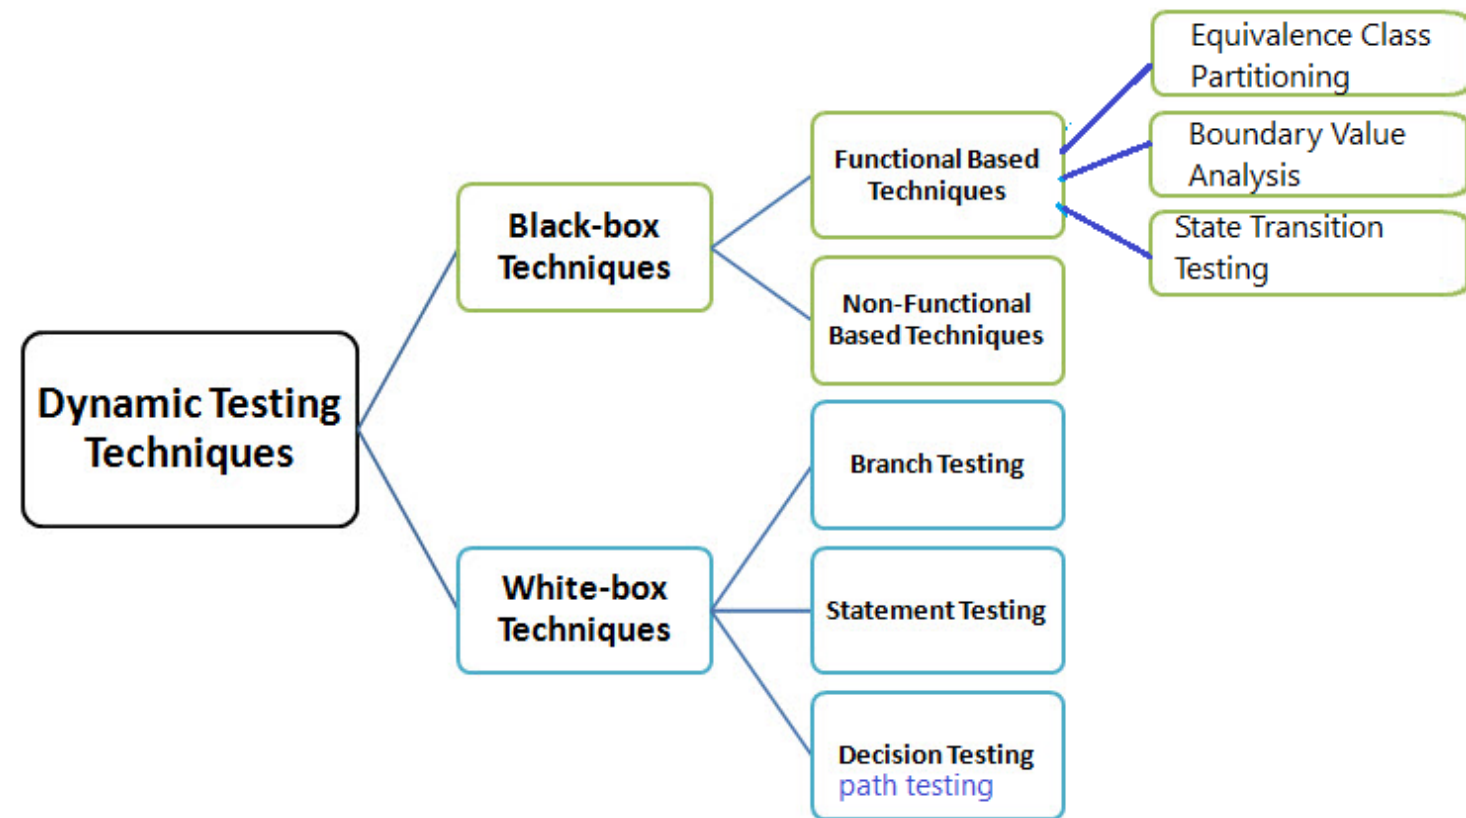 Dynamic Testing
Techniques
Black-box
Techniques
Functional Based
Techniques
Equivalence Class
Partitioning
Boundary Value
Analysis
State Transition
Testing
Non-Functional
Based Techniques
White-box
Techniques
Branch Testing
Statement Testing
Decision Testing
path testing